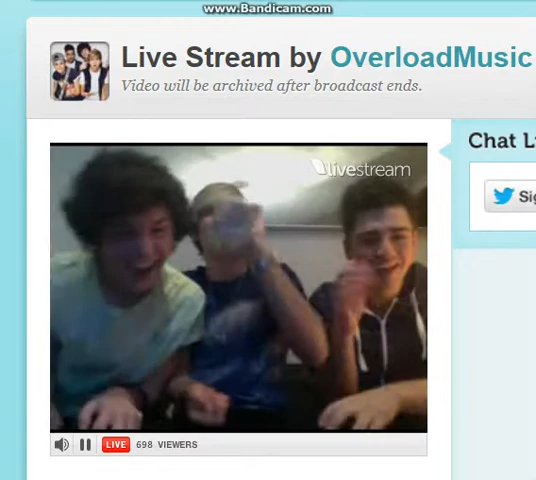 www.Bandicam.com
Live Stream by OverloadMusic
Video will be archived after broadcast ends.
livestream
Chat L
Sig
LIVE 698 VIEWERS